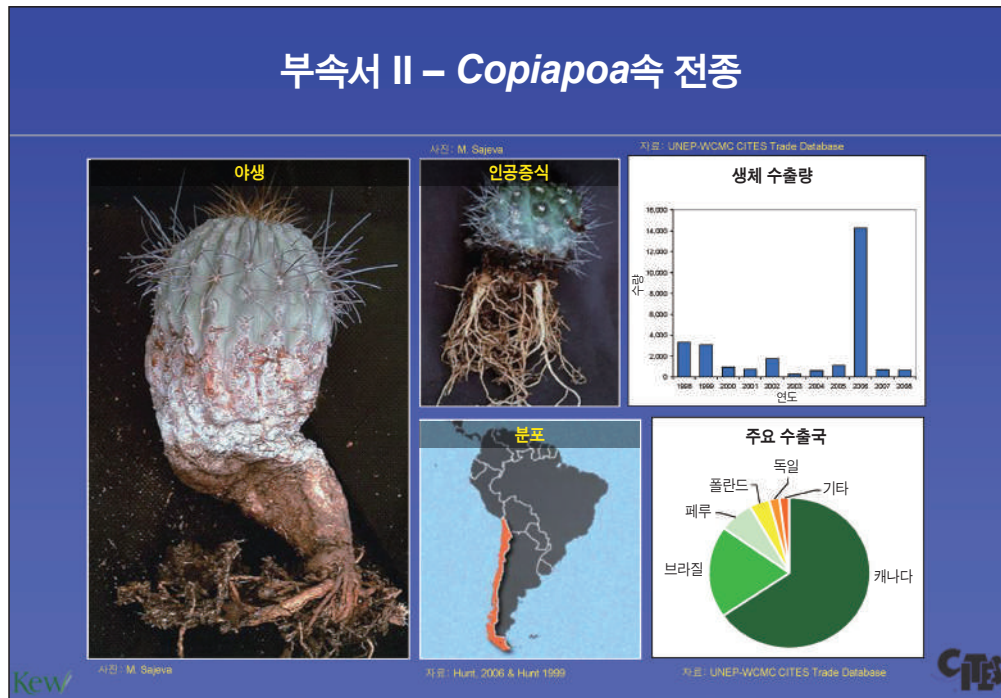 부속서 II – Copiapoa속 전종
사진: M. Sajeva
자료: UNEP-WCMC CITES Trade Database
야생
인공증식
생체 수출량
16,000
14,000
12,000
10,000
8,000
6,000
4,000
2,000
0
수량
1998 1999 2000 2001 2002 2003 2004 2005 2006 2007 2008
연도
분포
주요 수출국
독일
폴란드
기타
페루
브라질
캐나다
사진: M. Sajeva
자료: Hunt, 2006 & Hunt 1999
자료: UNEP-WCMC CITES Trade Database
Kew
CITES